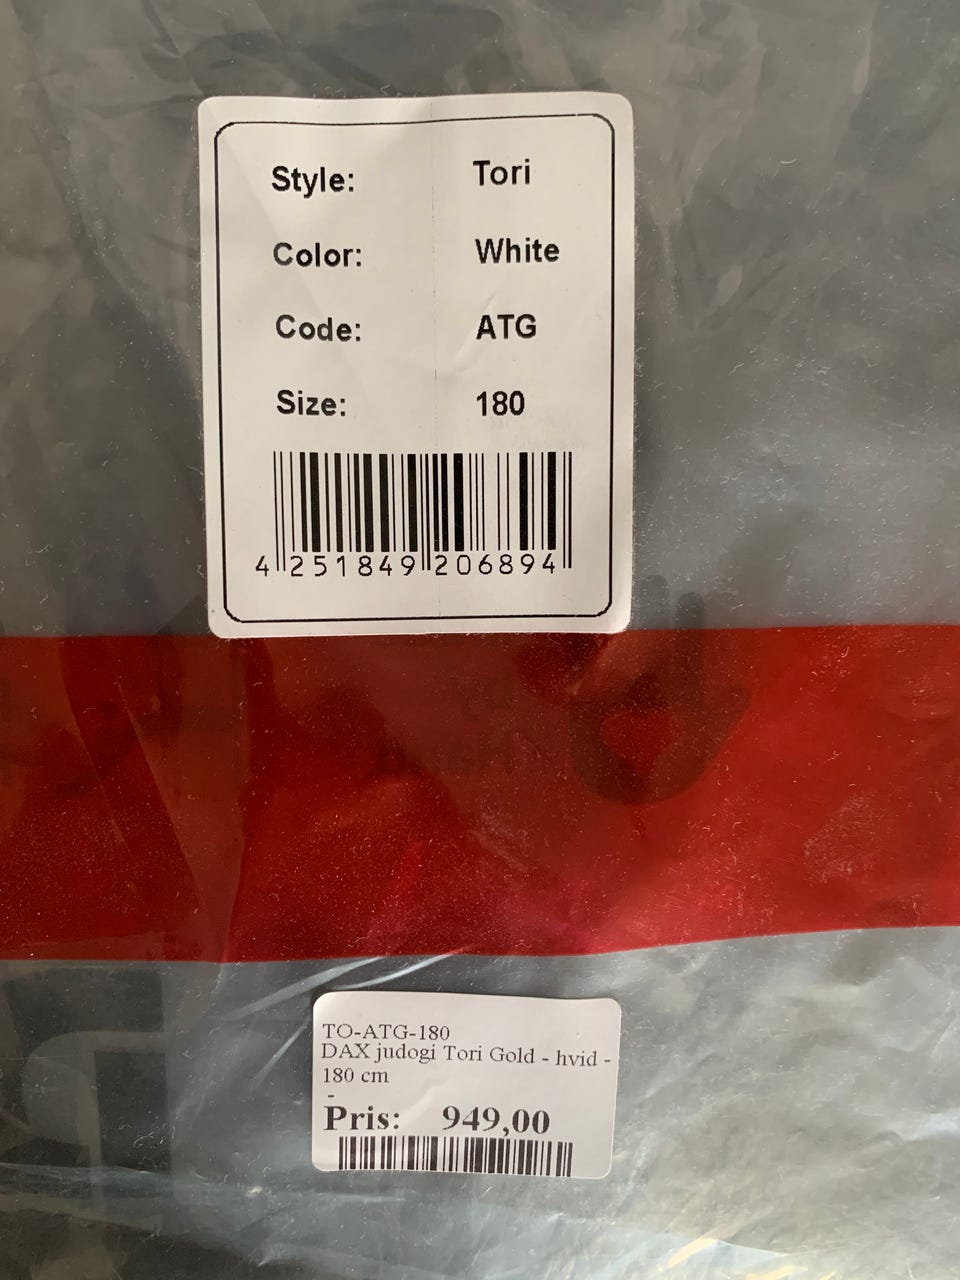 Style: Tori
Color: White
Code: ATG
Size: 180
4 251849 206894
TO-ATG-180
DAX judogi Tori Gold - hvid -
180 cm
-
Pris: 949,00